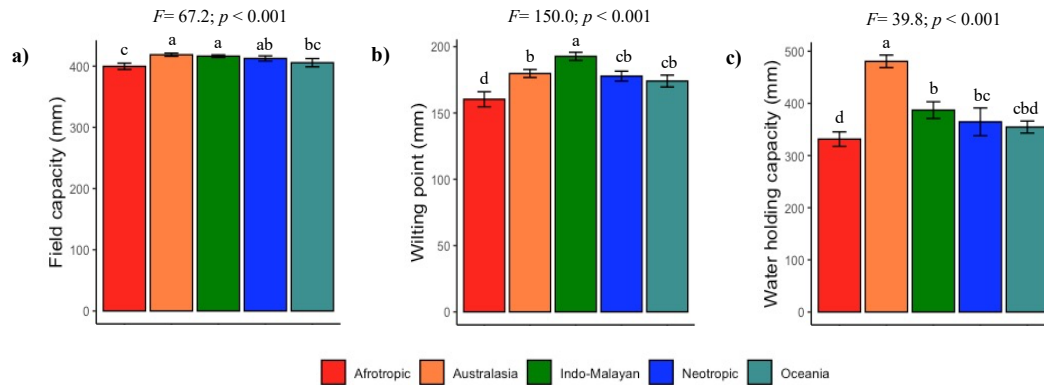 F= 67.2; p < 0.001
a)
Field capacity (mm)
400
300
200
100
0
c
a
a
ab
bc
F= 150.0; p < 0.001
b)
Wilting point (mm)
200
150
100
50
0
d
b
a
cb
cb
F= 39.8; p < 0.001
c)
Water holding capacity (mm)
500
400
300
200
100
0
d
a
b
bc
cbd
Afrotropic
Australasia
Indo-Malayan
Neotropic
Oceania